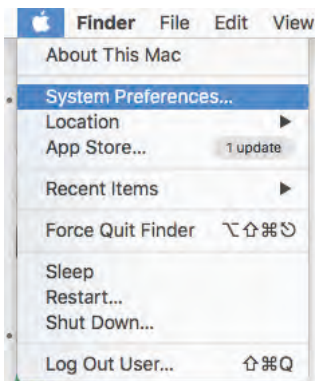 Finder File Edit View
About This Mac
System Preferences...
Location
App Store... 1 update
Recent Items
Force Quit Finder ⌥⇧⌘⎋
Sleep
Restart...
Shut Down...
Log Out User... ⇧⌘Q